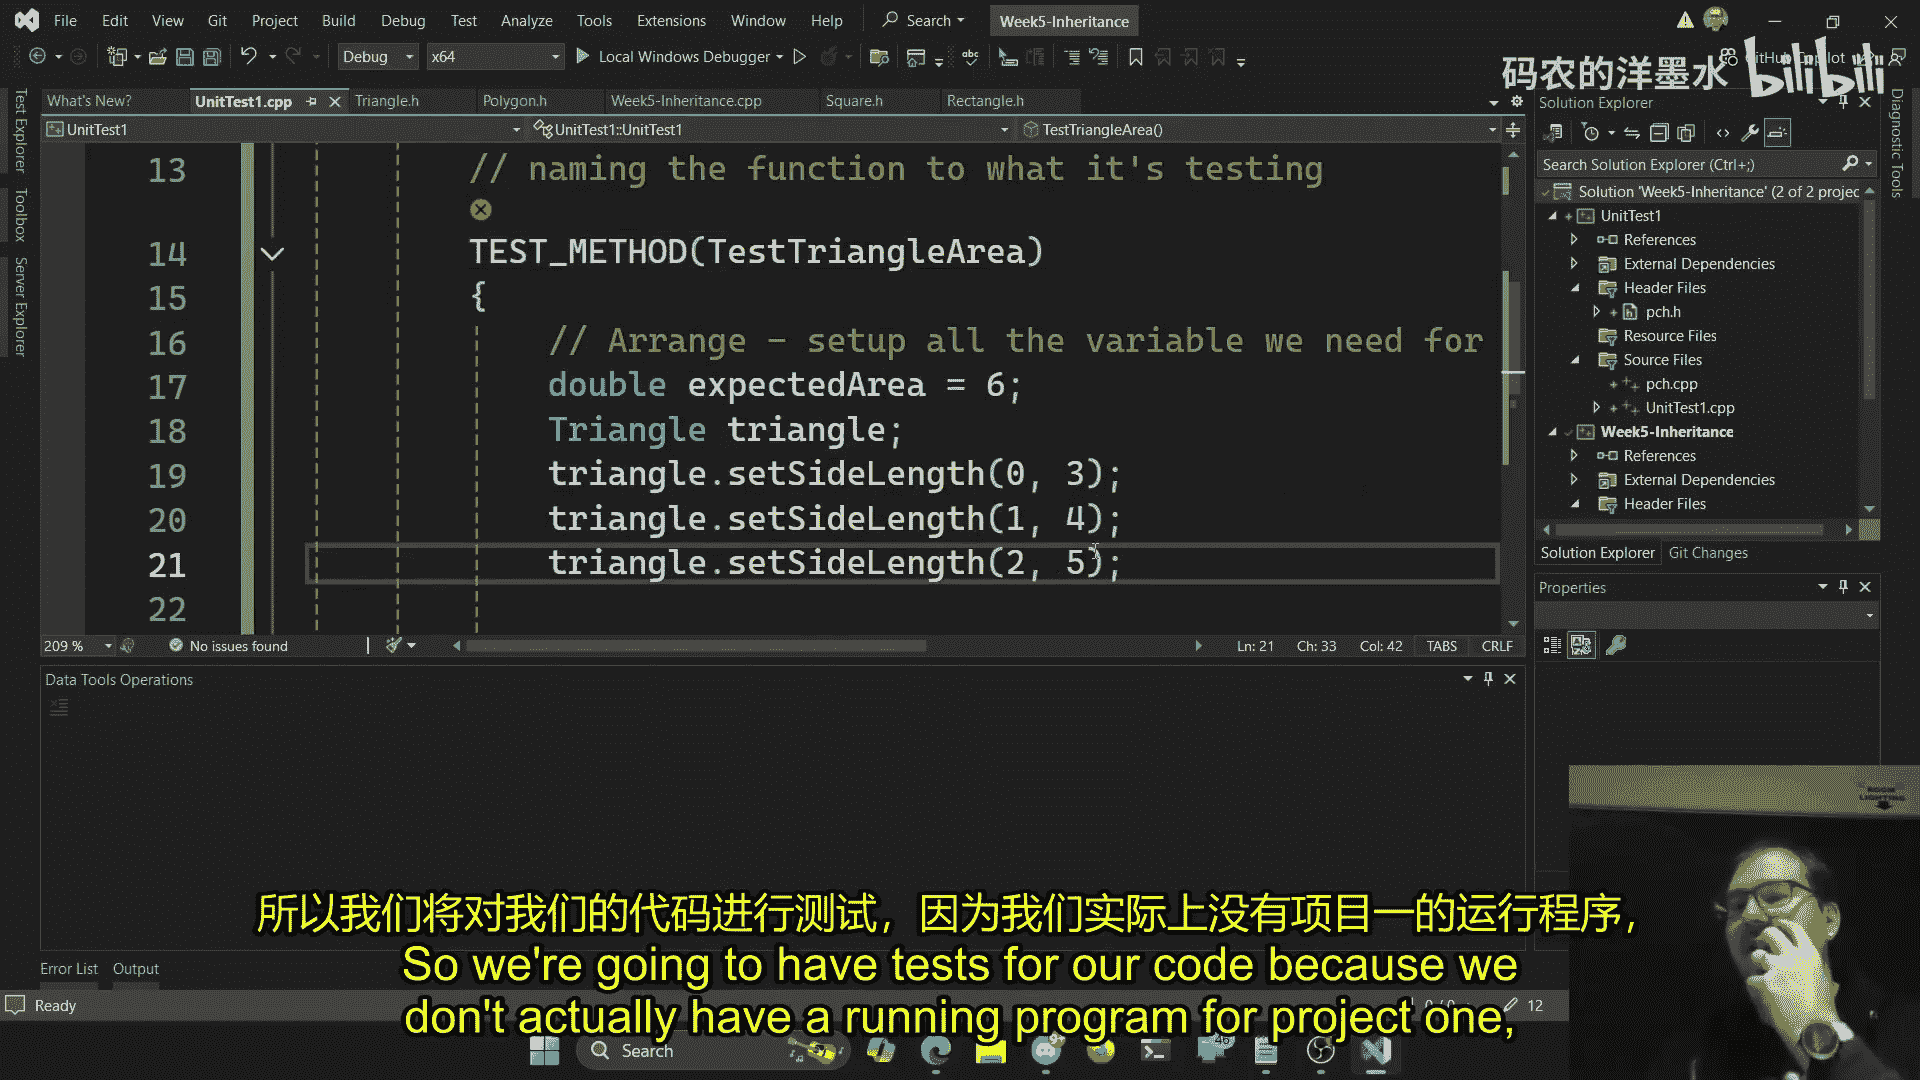 File Edit View Git Project Build Debug Test Analyze Tools Extensions Window Help Search Week5-Inheritance
Debug x64 Local Windows Debugger
码农的洋墨水 bilibili
What's New? UnitTest1.cpp Triangle.h Polygon.h Week5-Inheritance.cpp Square.h Rectangle.h
UnitTest1 UnitTest1::UnitTest1 TestTriangleArea()
13 // naming the function to what it's testing
14 TEST_METHOD(TestTriangleArea)
15 {
16 // Arrange - setup all the variable we need for
17 double expectedArea = 6;
18 Triangle triangle;
19 triangle.setSideLength(0, 3);
20 triangle.setSideLength(1, 4);
21 triangle.setSideLength(2, 5);
22
209 % No issues found Ln: 21 Ch: 33 Col: 42 TABS CRLF
Data Tools Operations
Error List Output
Ready
12
Test Explorer
Toolbox
Server Explorer
Solution Explorer
Search Solution Explorer (Ctrl+;)
Solution 'Week5-Inheritance' (2 of 2 projec
UnitTest1
References
External Dependencies
Header Files
pch.h
Resource Files
Source Files
pch.cpp
UnitTest1.cpp
Week5-Inheritance
References
External Dependencies
Header Files
Solution Explorer Git Changes
Properties
Diagnostic Tools
所以我们将对我们的代码进行测试，因为我们实际上没有项目一的运行程序，
So we're going to have tests for our code because we
don't actually have a running program for project one,
Search